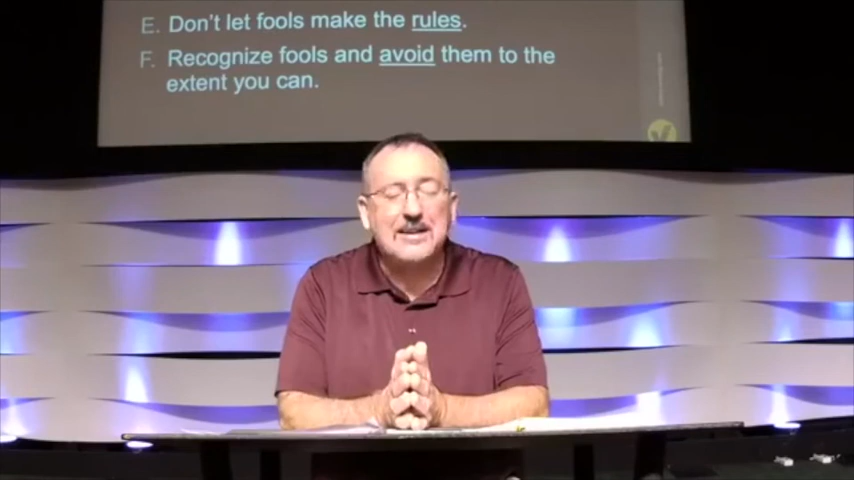 E. Don't let fools make the rules.
F. Recognize fools and avoid them to the
extent you can.